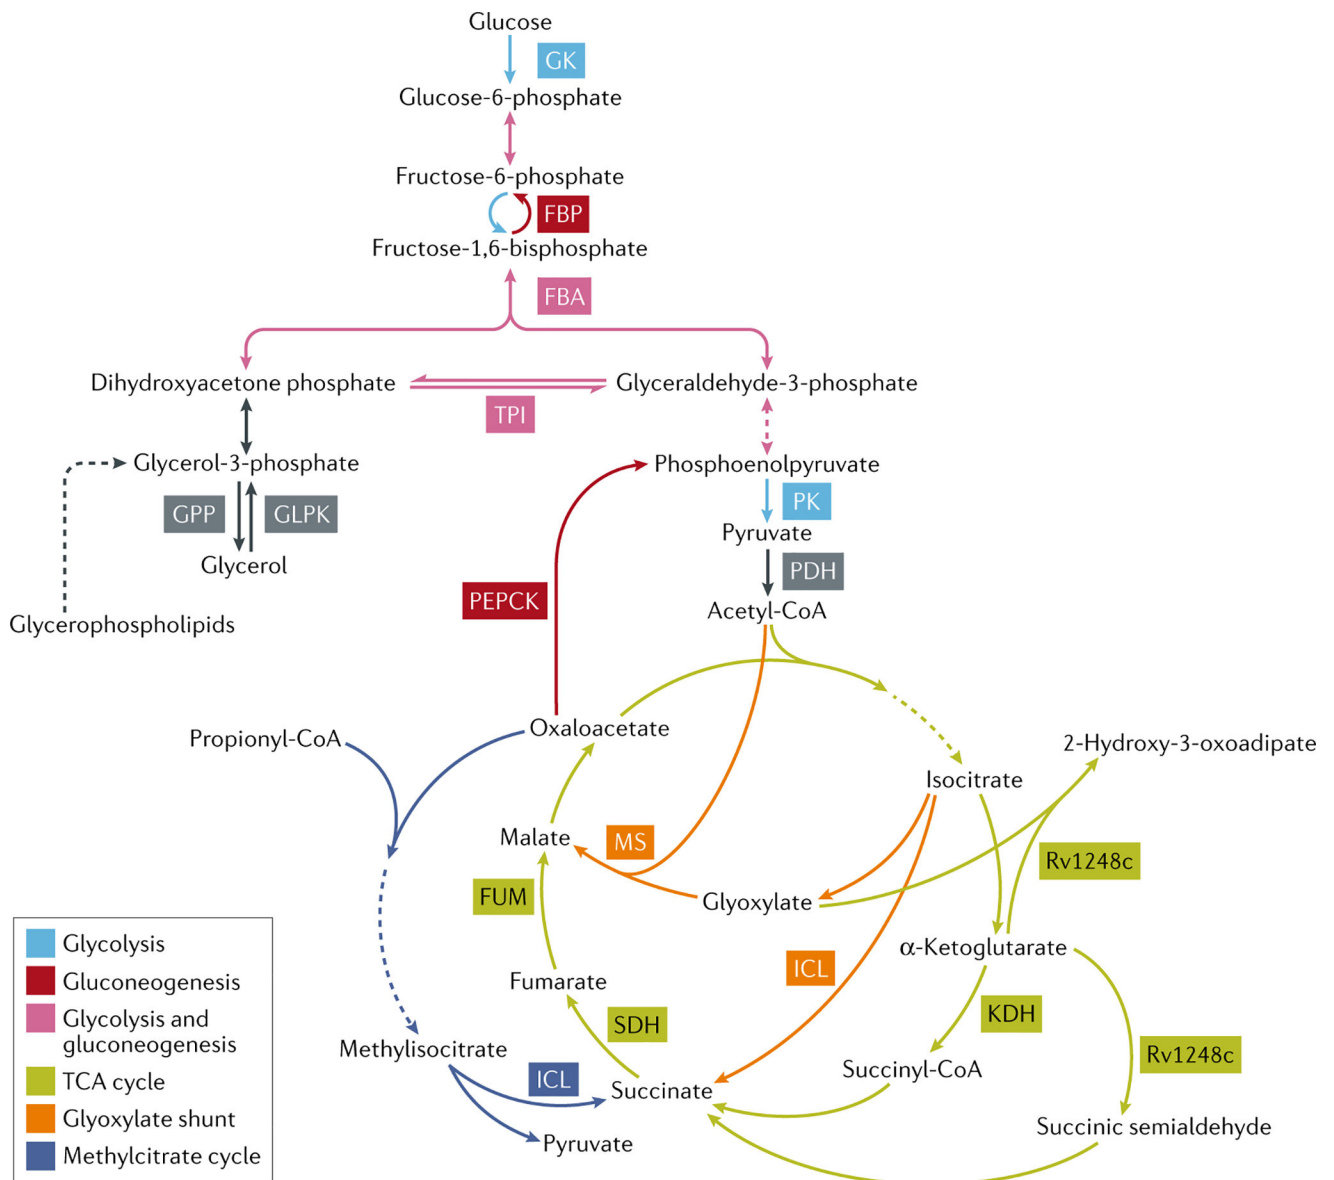 Glucose
GK
Glucose-6-phosphate
Fructose-6-phosphate
FBP
Fructose-1,6-bisphosphate
FBA
Dihydroxyacetone phosphate
Glyceraldehyde-3-phosphate
TPI
Glycerol-3-phosphate
Phosphoenolpyruvate
GPP
GLPK
PK
Pyruvate
Glycerol
PDH
PEPCK
Acetyl-CoA
Glycerophospholipids
Propionyl-CoA
Oxaloacetate
2-Hydroxy-3-oxoadipate
Isocitrate
Malate
MS
Rv1248c
FUM
Glyoxylate
α-Ketoglutarate
ICL
Fumarate
KDH
SDH
Methylisocitrate
Rv1248c
Succinyl-CoA
ICL
Succinate
Succinic semialdehyde
Pyruvate
Glycolysis
Gluconeogenesis
Glycolysis and
gluconeogenesis
TCA cycle
Glyoxylate shunt
Methylcitrate cycle